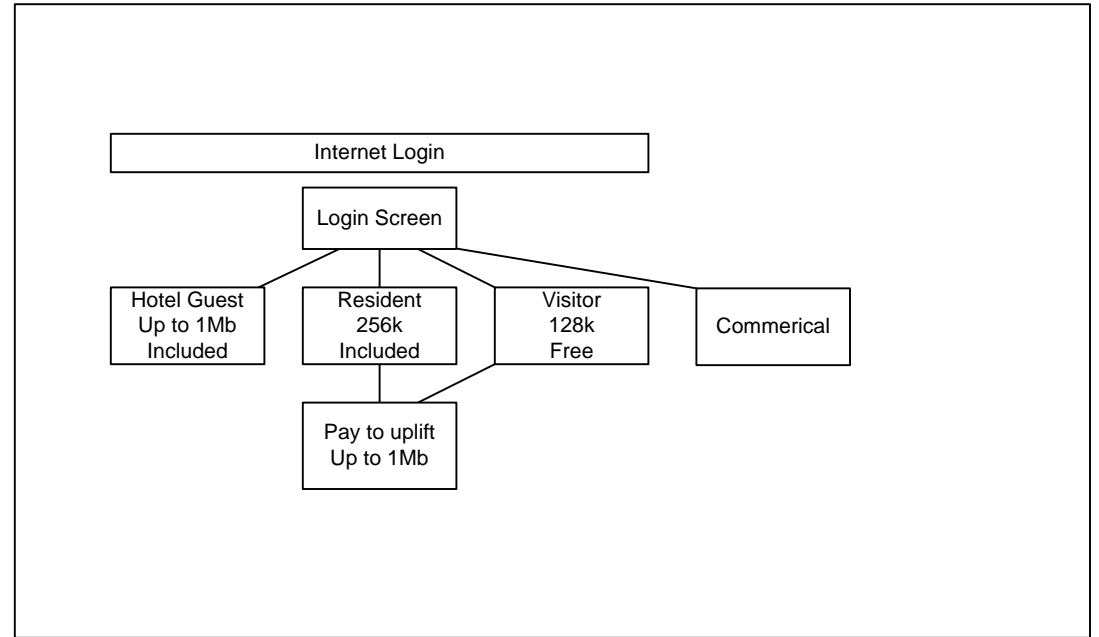 Internet Login
Login Screen
Hotel Guest
Up to 1Mb
Included
Resident
256k
Included
Visitor
128k
Free
Commerical
Pay to uplift
Up to 1Mb